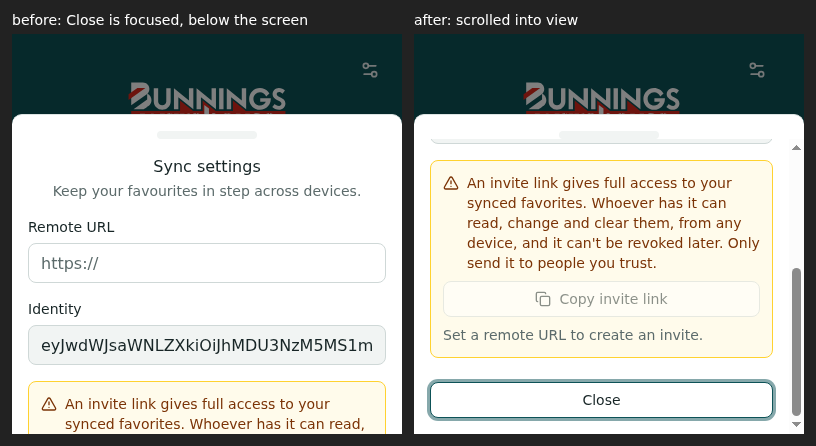 before: Close is focused, below the screen
BUNNINGS
Sync settings
Keep your favourites in step across devices.
Remote URL
https://
Identity
eyJwdWJsaWNLZXkiOiJhMDU3NzM5MS1m
An invite link gives full access to your
synced favorites. Whoever has it can read,
after: scrolled into view
BUNNINGS
An invite link gives full access to your
synced favorites. Whoever has it can
read, change and clear them, from any
device, and it can't be revoked later. Only
send it to people you trust.
Copy invite link
Set a remote URL to create an invite.
Close